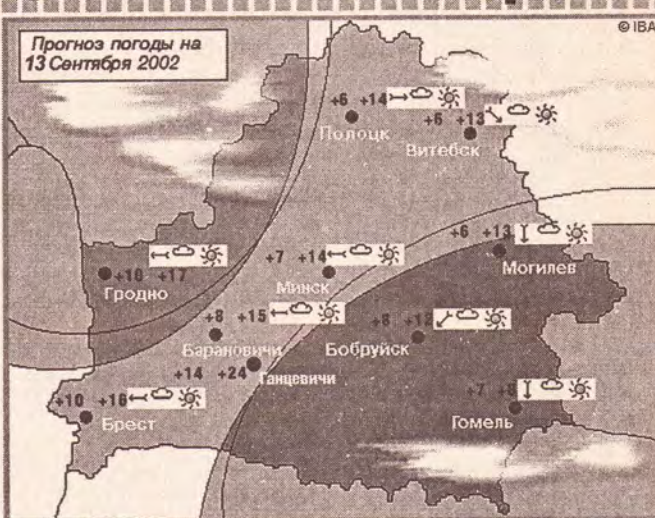 © IBA
Прогноз погоды на
13 Сентября 2002
+6 +14
Полоцк
+6 +13
Витебск
+6 +13
Могилев
+7 +14
Минск
+10 +17
Гродно
+8 +15
Барановичи
+12
Бобруйск
+14 +24
Ганцевичи
+10 +16
Брест
+7
Гомель